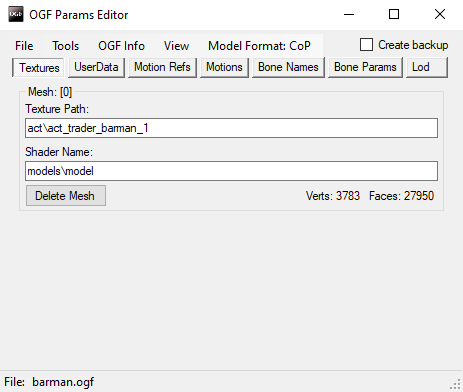 OGF OGF Params Editor
File Tools OGF Info View Model Format: CoP Create backup
Textures UserData Motion Refs Motions Bone Names Bone Params Lod
Mesh: [0]
Texture Path:
act\act_trader_barman_1
Shader Name:
models\model
Delete Mesh Verts: 3783 Faces: 27950
File: barman.ogf